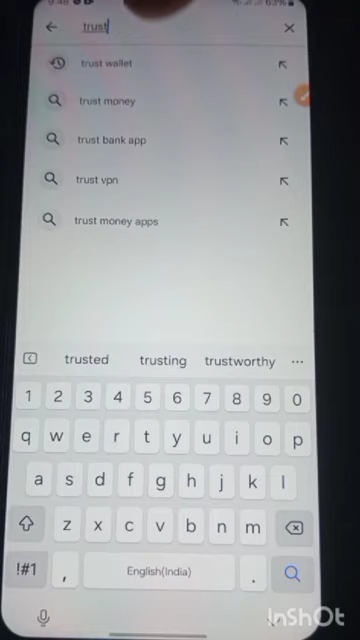 trust
trust wallet
trust money
trust bank app
trust vpn
trust money apps
trusted trusting trustworthy ...
1 2 3 4 5 6 7 8 9 0
q w e r t y u i o p
a s d f g h j k l
z x c v b n m
!#1 , English(India) .
InShOt